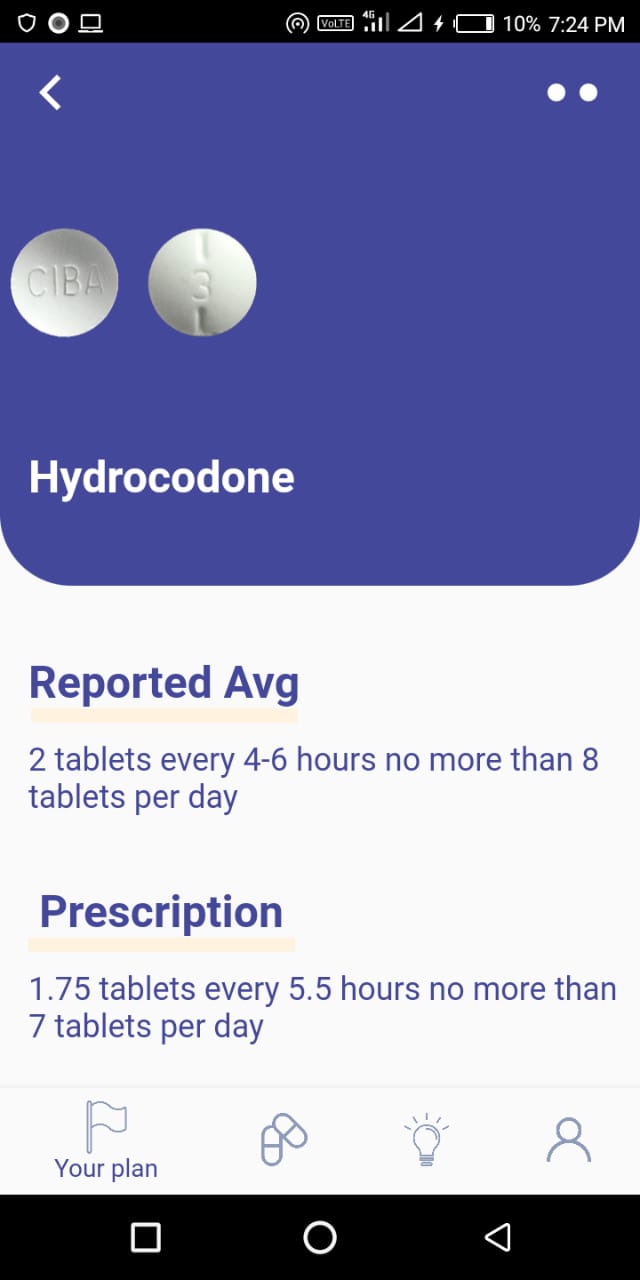 VoLTE 4G 10% 7:24 PM
CIBA 3
Hydrocodone
Reported Avg
2 tablets every 4-6 hours no more than 8
tablets per day
Prescription
1.75 tablets every 5.5 hours no more than
7 tablets per day
Your plan